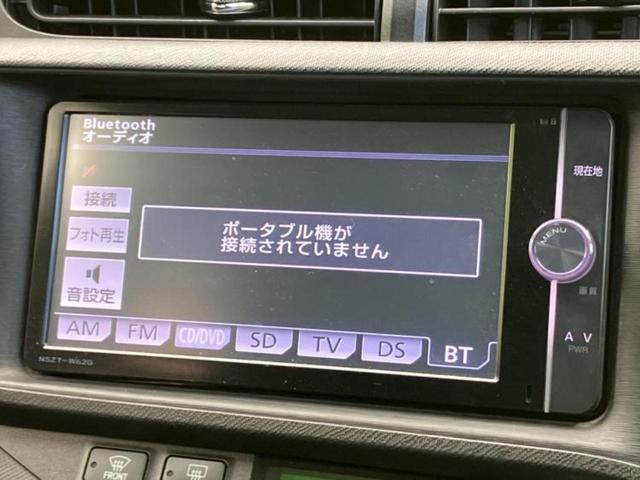 Bluetooth
オーディオ
接続
フォト再生
音設定
ポータブル機が
接続されていません
AM FM CD/DVD SD TV DS BT
NSZT-W62G
現在地
MENU
画質
A V
PWR
FRONT